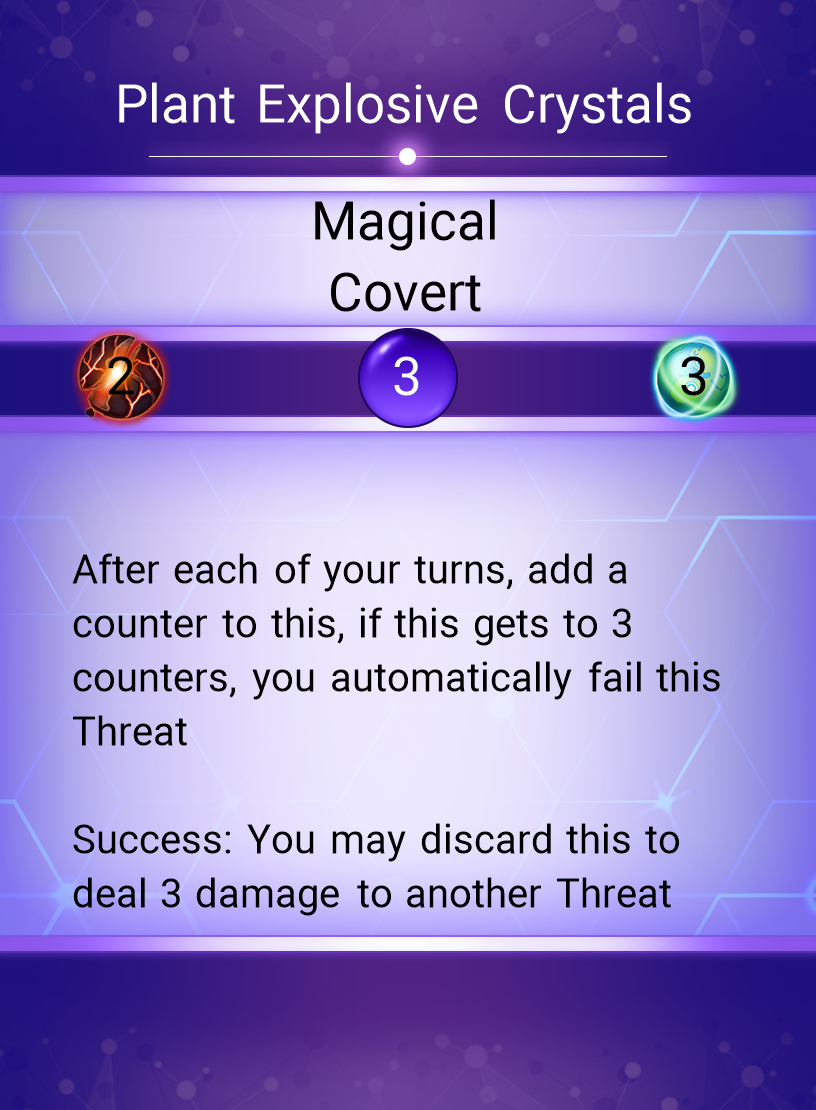 Plant Explosive Crystals
Magical
Covert
2 3 3
After each of your turns, add a
counter to this, if this gets to 3
counters, you automatically fail this
Threat
Success: You may discard this to
deal 3 damage to another Threat